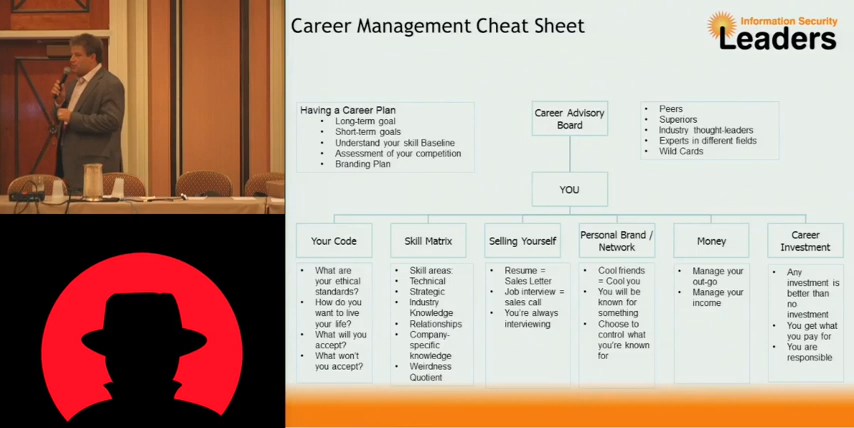 Career Management Cheat Sheet
Information Security
Leaders
Having a Career Plan
• Long-term goal
• Short-term goals
• Understand your skill Baseline
• Assessment of your competition
• Branding Plan
Career Advisory
Board
• Peers
• Superiors
• Industry thought-leaders
• Experts in different fields
• Wild Cards
YOU
Your Code
• What are
your ethical
standards?
• How do you
want to live
your life?
• What will you
accept?
• What won't
you accept?
Skill Matrix
• Skill areas:
• Technical
• Strategic
• Industry
Knowledge
• Relationships
• Company-
specific
knowledge
• Weirdness
Quotient
Selling Yourself
• Resume =
Sales Letter
• Job interview =
sales call
• You're always
interviewing
Personal Brand /
Network
• Cool friends
= Cool you
• You will be
known for
something
• Choose to
control what
you're known
for
Money
• Manage your
out-go
• Manage your
income
Career
Investment
• Any
investment is
better than
no
investment
• You get what
you pay for
• You are
responsible